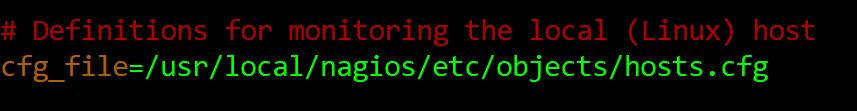 # Definitions for monitoring the local (Linux) host
cfg_file=/usr/local/nagios/etc/objects/hosts.cfg